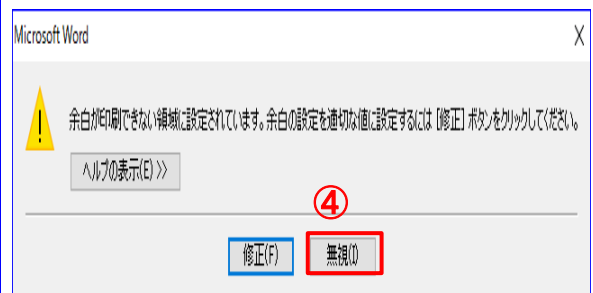 Microsoft Word
余白が印刷できない領域に設定されています。余白の設定を適切な値に設定するには [修正] ボタンをクリックしてください。
ヘルプの表示(E) >>
④
修正(F)
無視(I)